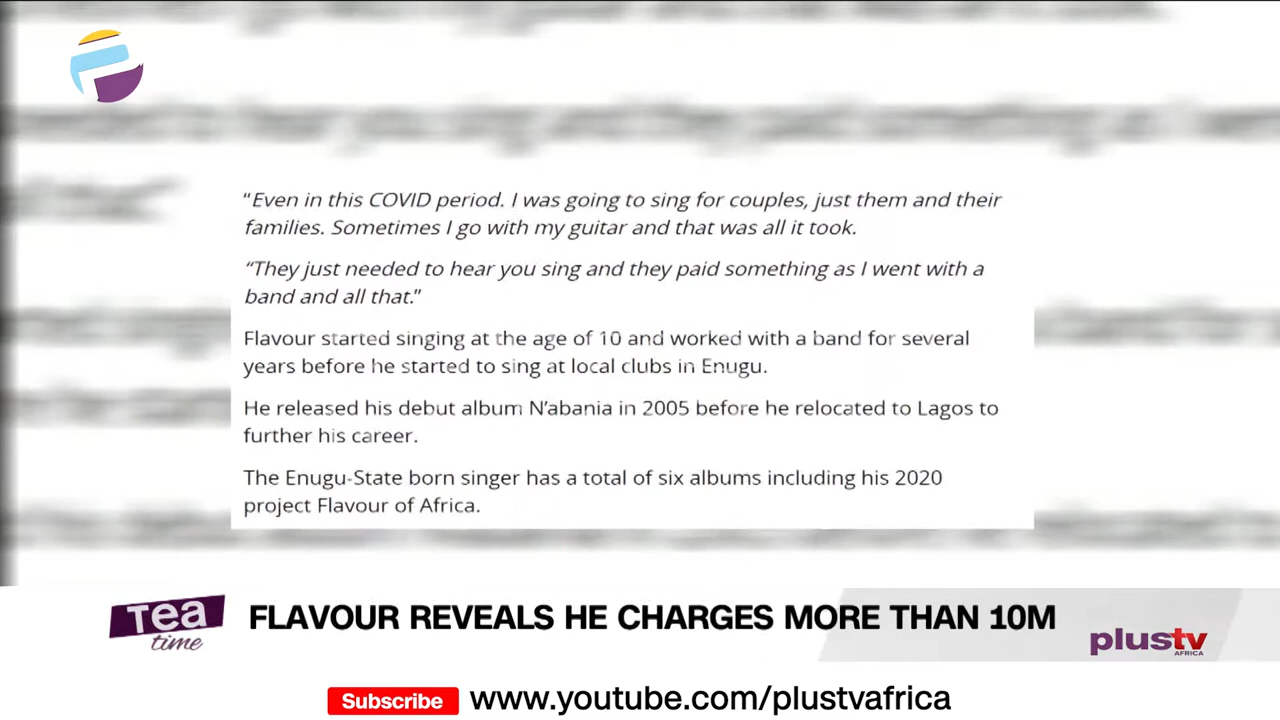 “Even in this COVID period. I was going to sing for couples, just them and their
families. Sometimes I go with my guitar and that was all it took.
“They just needed to hear you sing and they paid something as I went with a
band and all that.”
Flavour started singing at the age of 10 and worked with a band for several
years before he started to sing at local clubs in Enugu.
He released his debut album N’abania in 2005 before he relocated to Lagos to
further his career.
The Enugu-State born singer has a total of six albums including his 2020
project Flavour of Africa.
Tea
time
FLAVOUR REVEALS HE CHARGES MORE THAN 10M
plustv
AFRICA
Subscribe www.youtube.com/plustvafrica